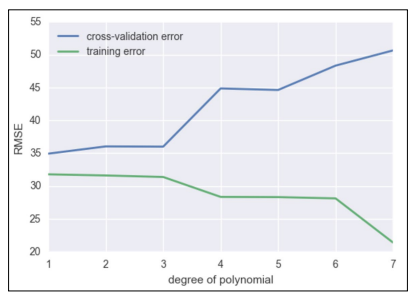 55
50
45
40
35
30
25
20
RMSE
cross-validation error
training error
1 2 3 4 5 6 7
degree of polynomial